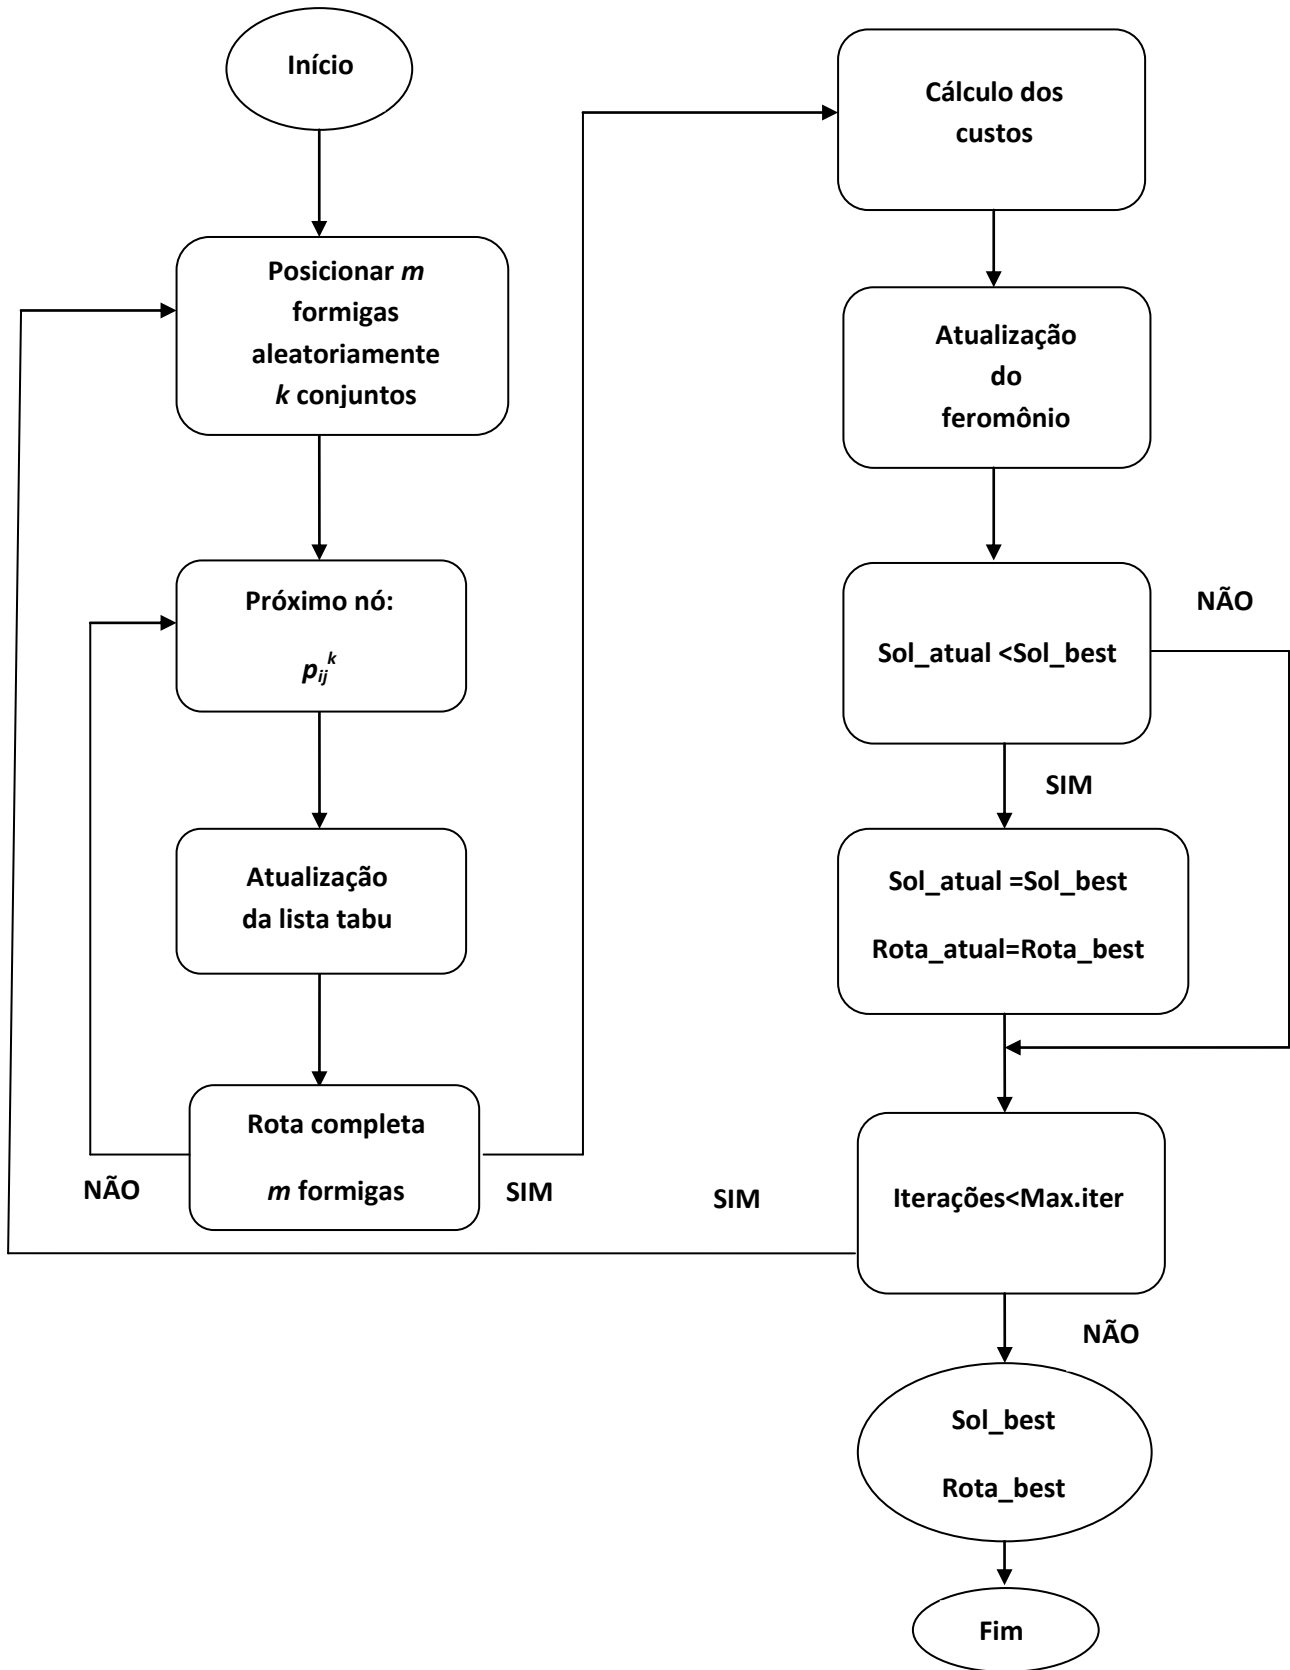 Início
Posicionar m
formigas
aleatoriamente
k conjuntos
Próximo nó:
pᵢⱼᵏ
Atualização
da lista tabu
Rota completa
m formigas
NÃO
SIM
Cálculo dos
custos
Atualização
do
feromônio
Sol_atual <Sol_best
NÃO
SIM
Sol_atual =Sol_best
Rota_atual=Rota_best
Iterações<Max.iter
SIM
NÃO
Sol_best
Rota_best
Fim